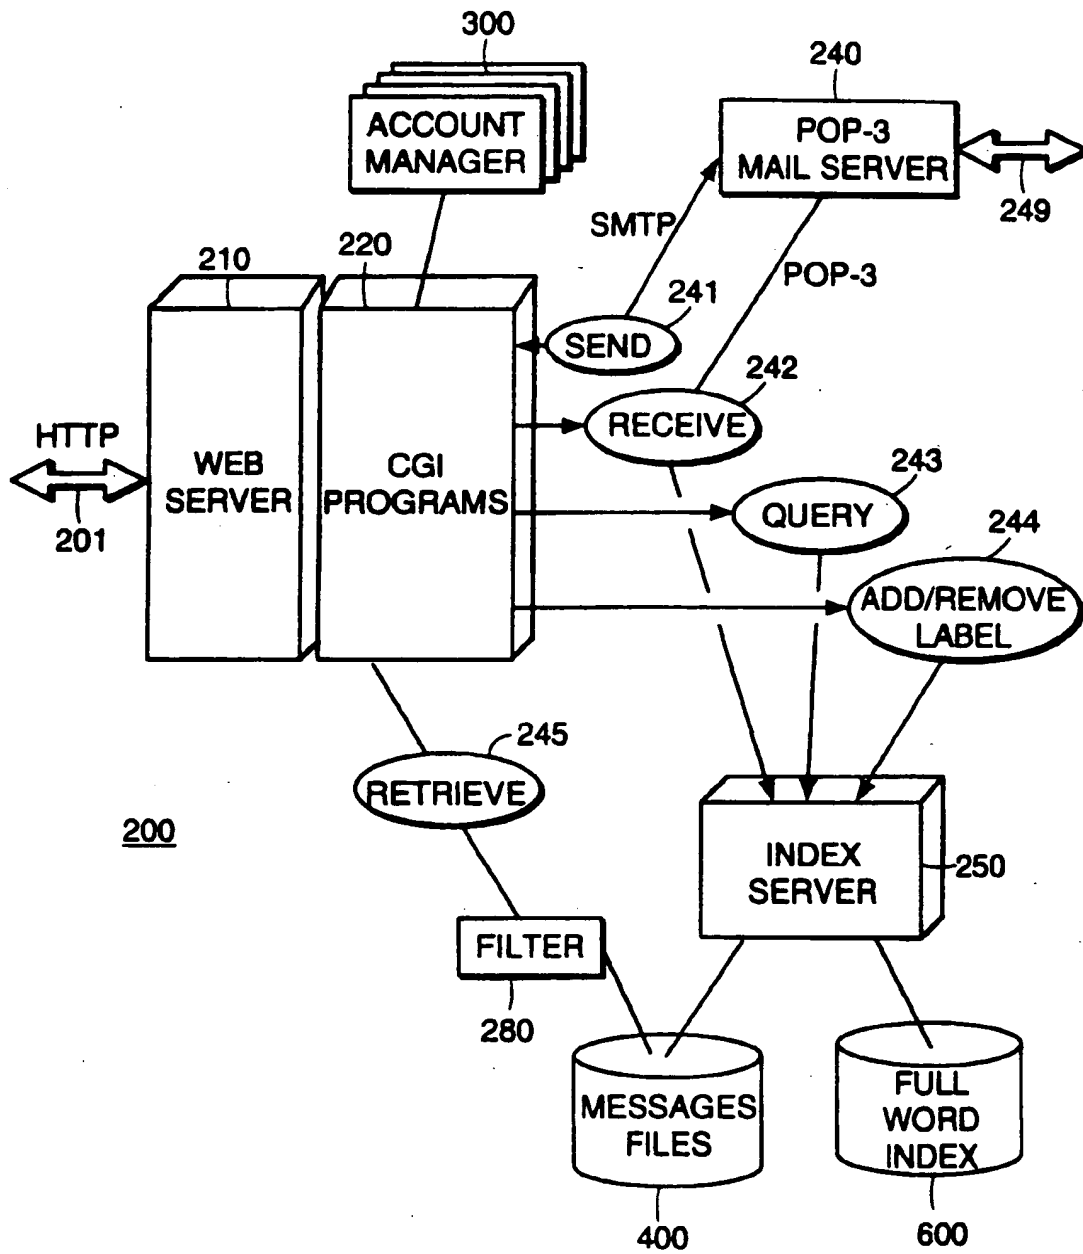 300
ACCOUNT
MANAGER
240
POP-3
MAIL SERVER
249
SMTP
POP-3
210
220
241
SEND
242
RECEIVE
HTTP
201
WEB
SERVER
CGI
PROGRAMS
243
QUERY
244
ADD/REMOVE
LABEL
245
RETRIEVE
200
INDEX
SERVER
250
FILTER
280
MESSAGES
FILES
400
FULL
WORD
INDEX
600